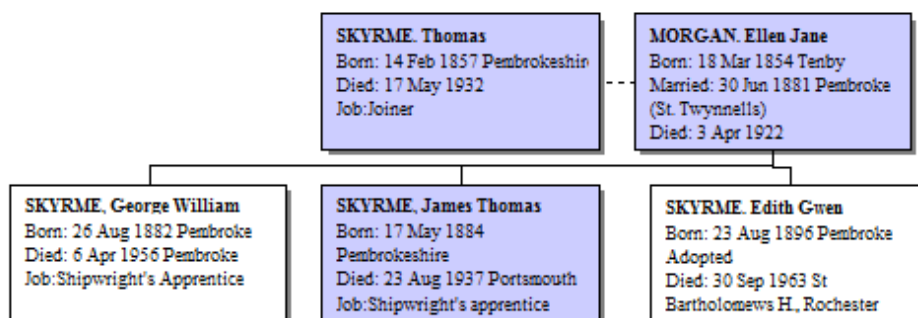 SKYRME. Thomas
Born: 14 Feb 1857 Pembrokeshire
Died: 17 May 1932
Job:Joiner
MORGAN. Ellen Jane
Born: 18 Mar 1854 Tenby
Married: 30 Jun 1881 Pembroke
(St. Twynnells)
Died: 3 Apr 1922
SKYRME, George William
Born: 26 Aug 1882 Pembroke
Died: 6 Apr 1956 Pembroke
Job:Shipwright's Apprentice
SKYRME, James Thomas
Born: 17 May 1884
Pembrokeshire
Died: 23 Aug 1937 Portsmouth
Job:Shipwright's apprentice
SKYRME. Edith Gwen
Born: 23 Aug 1896 Pembroke
Adopted
Died: 30 Sep 1963 St
Bartholomews H., Rochester